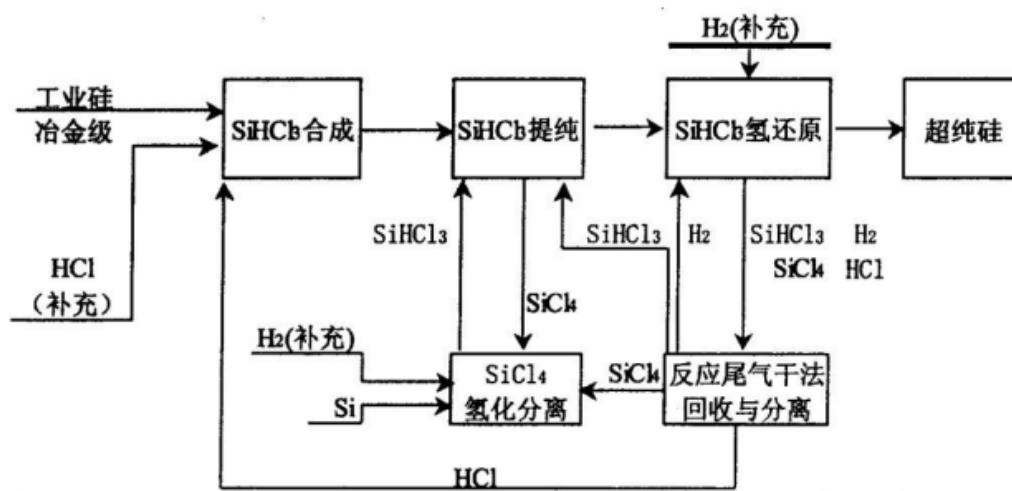 H2(补充)
工业硅
冶金级
SiHCl3合成
SiHCl3提纯
SiHCl3氢还原
超纯硅
HCl
（补充）
SiHCl3
SiCl4
SiHCl3
H2
SiHCl3 H2
SiCl4 HCl
H2(补充)
Si
SiCl4
氢化分离
SiCl4
反应尾气干法
回收与分离
HCl